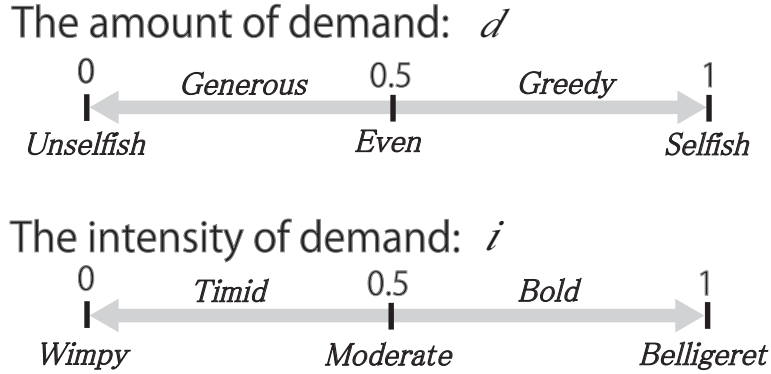 The amount of demand: d
0 Generous 0.5 Greedy 1
Unselfish Even Selfish
The intensity of demand: i
0 Timid 0.5 Bold 1
Wimpy Moderate Belligeret